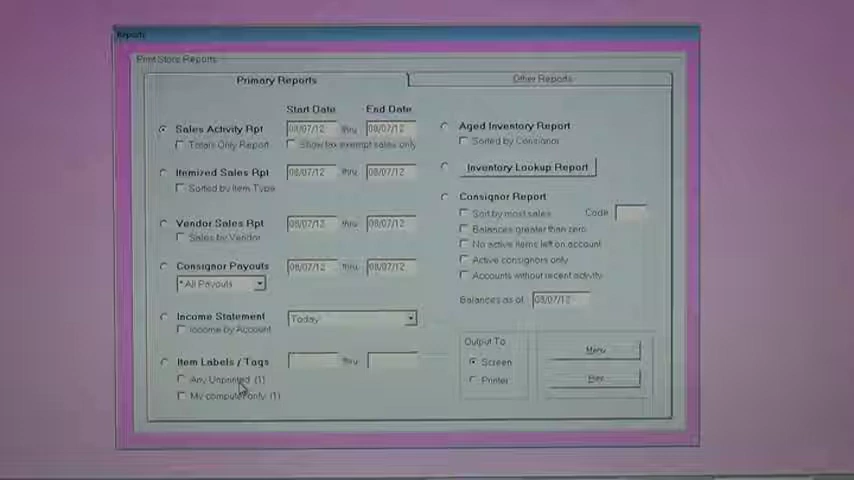 Reports
Print Store Reports
Primary Reports
Other Reports
Start Date
End Date
Sales Activity Rpt
08/07/12 thru 08/07/12
Totals Only Report
Show tax exempt sales only
Itemized Sales Rpt
08/07/12 thru 08/07/12
Sorted by Item Type
Vendor Sales Rpt
08/07/12 thru 08/07/12
Sales by Vendor
Consignor Payouts
08/07/12 thru 08/07/12
* All Payouts
Income Statement
Today
Income by Account
Item Labels / Tags
thru
Any Unprinted (1)
My computer only (1)
Aged Inventory Report
Sorted by Consignor
Inventory Lookup Report
Consignor Report
Sort by most sales
Code
Balances greater than zero
No active items left on account
Active consignors only
Accounts without recent activity
Balances as of 08/07/12
Output To
Screen
Printer
Menu
Print